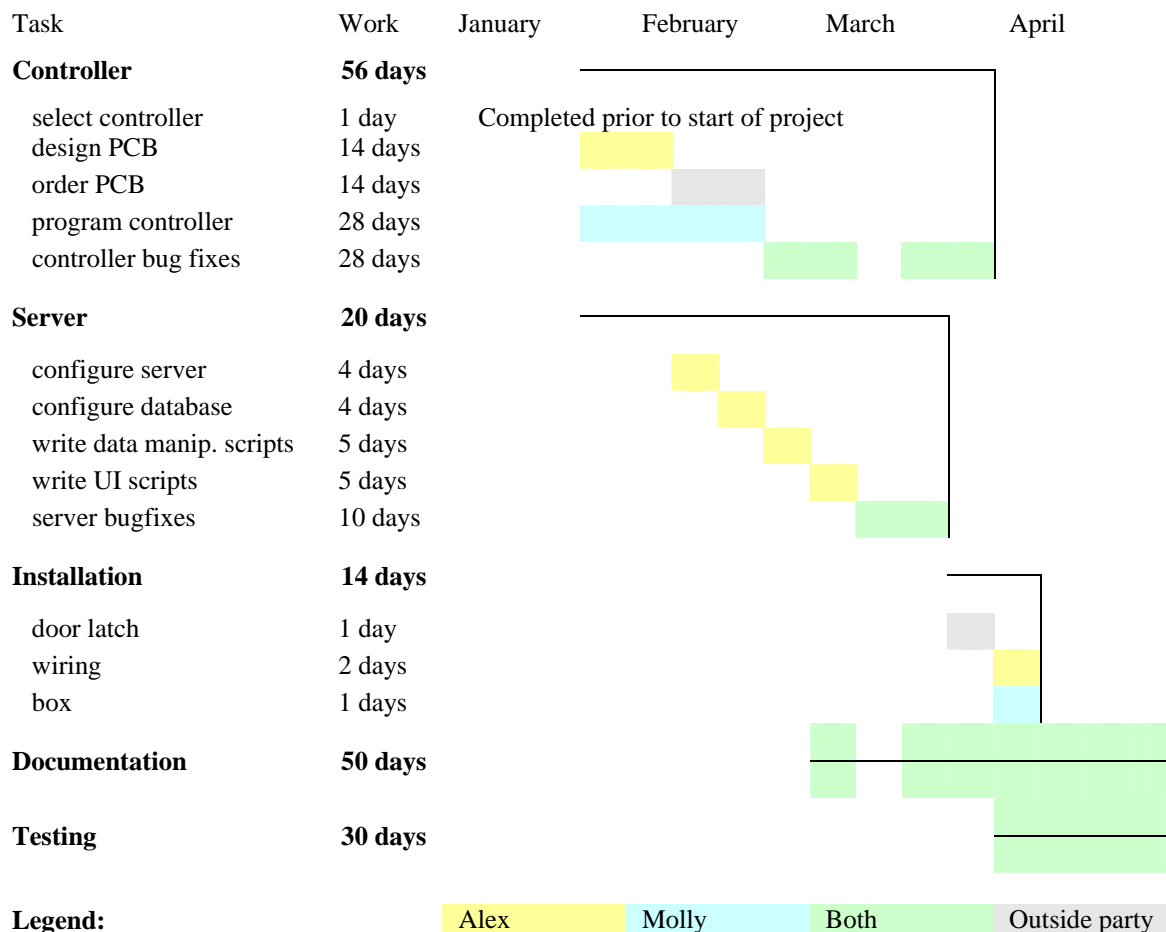 Task Work January February March April
Controller 56 days
select controller 1 day Completed prior to start of project
design PCB 14 days
order PCB 14 days
program controller 28 days
controller bug fixes 28 days
Server 20 days
configure server 4 days
configure database 4 days
write data manip. scripts 5 days
write UI scripts 5 days
server bugfixes 10 days
Installation 14 days
door latch 1 day
wiring 2 days
box 1 days
Documentation 50 days
Testing 30 days
Legend: Alex Molly Both Outside party